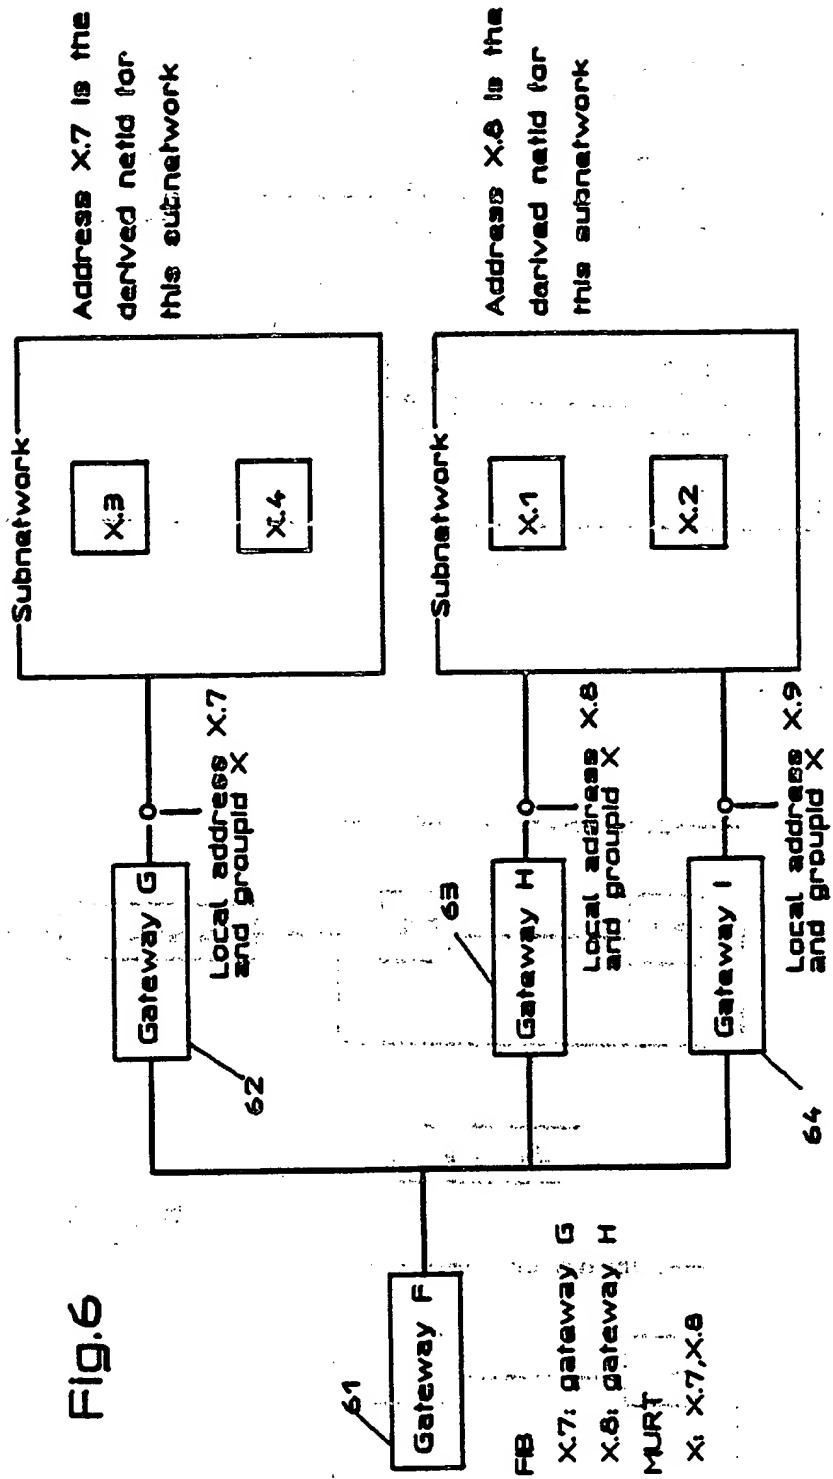 Fig.6
61
Gateway F
FIB
X.7: gateway G
X.8: gateway H
MURT
X: X.7,X.8
62
Gateway G
Local address X.7
and groupid X
63
Gateway H
Local address X.8
and groupid X
64
Gateway I
Local address X.9
and groupid X
Subnetwork
X.3
X.4
Address X.7 is the
derived netid for
this subnetwork
Subnetwork
X.1
X.2
Address X.8 is the
derived netid for
this subnetwork